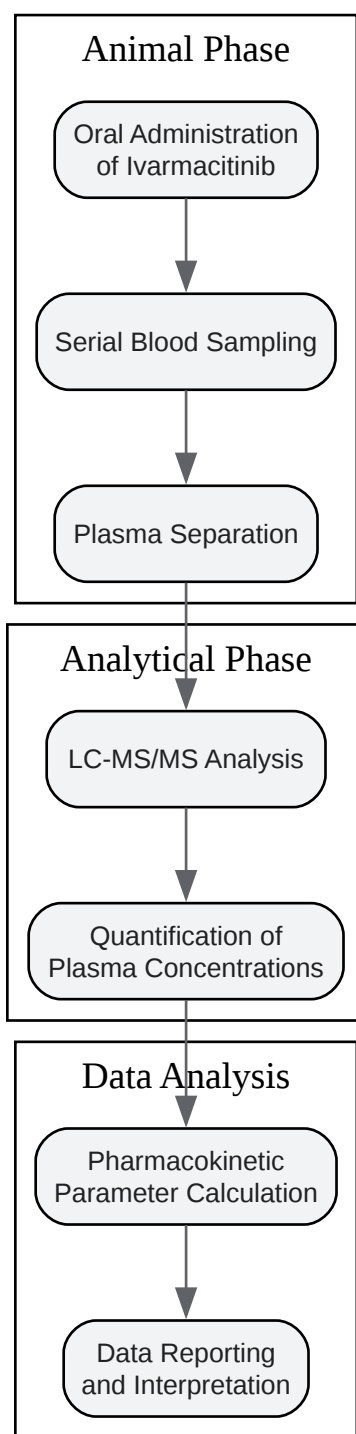 Animal Phase
Oral Administration
of Ivarmacitinib
Serial Blood Sampling
Plasma Separation
Analytical Phase
LC-MS/MS Analysis
Quantification of
Plasma Concentrations
Data Analysis
Pharmacokinetic
Parameter Calculation
Data Reporting
and Interpretation